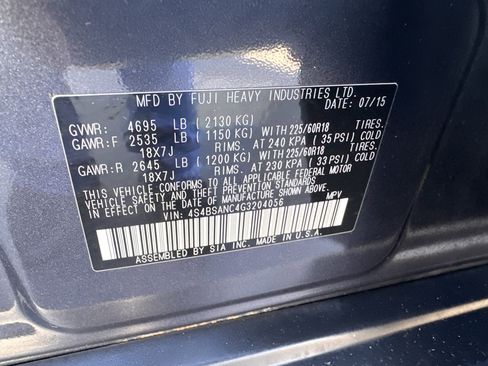 MFD BY FUJI HEAVY INDUSTRIES LTD.
DATE: 07/15
GVWR: 4695 LB ( 2130 KG)
GAWR:F 2535 LB ( 1150 KG) WITH 225/60R18 TIRES.
18X7J RIMS. AT 240 KPA ( 35 PSI) COLD
GAWR:R 2645 LB ( 1200 KG) WITH 225/60R18 TIRES.
18X7J RIMS. AT 230 KPA ( 33 PSI) COLD
THIS VEHICLE CONFORMS TO ALL APPLICABLE FEDERAL MOTOR
VEHICLE SAFETY, BUMPER, AND THEFT PREVENTION STANDARDS
IN EFFECT ON THE DATE OF MANUFACTURE SHOWN ABOVE.
VIN: 4S4BSANC4G3204056 MPV
ASSEMBLED BY SIA INC. MADE IN U.S.A.